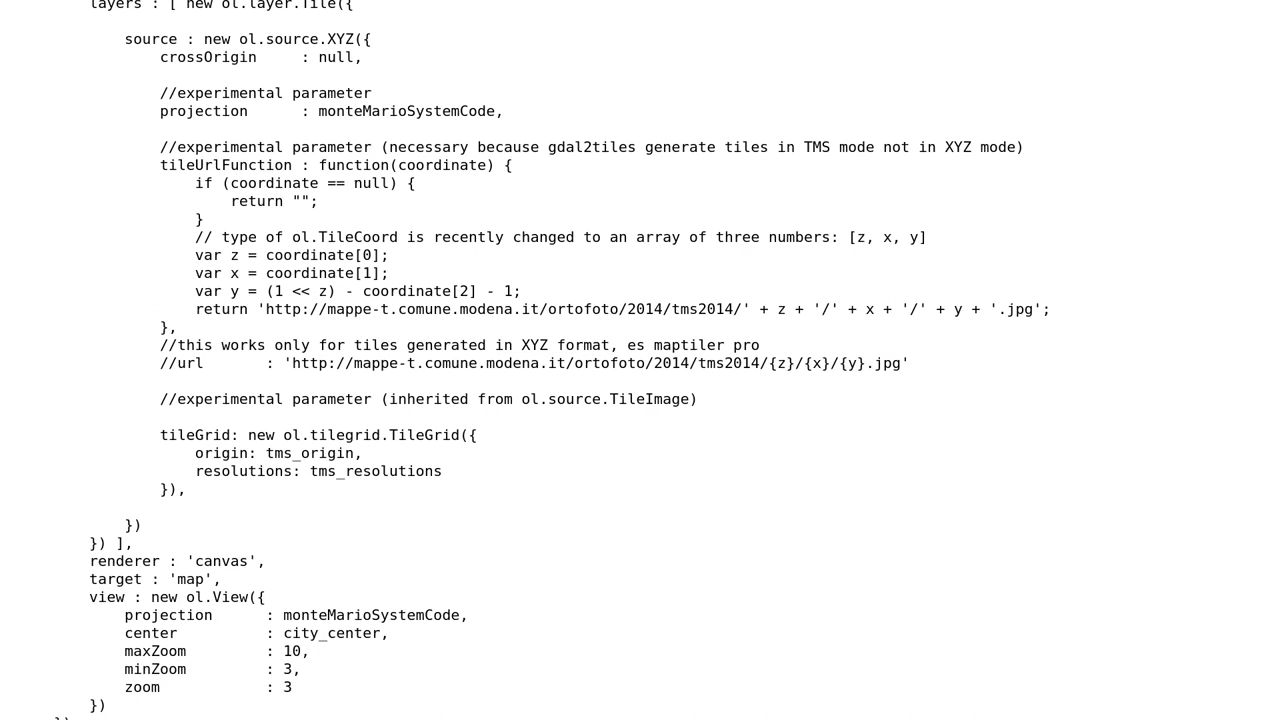 layers : [ new ol.layer.Tile({
source : new ol.source.XYZ({
crossOrigin     : null,
//experimental parameter
projection      : monteMarioSystemCode,
//experimental parameter (necessary because gdal2tiles generate tiles in TMS mode not in XYZ mode)
tileUrlFunction : function(coordinate) {
if (coordinate == null) {
return "";
}
// type of ol.TileCoord is recently changed to an array of three numbers: [z, x, y]
var z = coordinate[0];
var x = coordinate[1];
var y = (1 << z) - coordinate[2] - 1;
return 'http://mappe-t.comune.modena.it/ortofoto/2014/tms2014/' + z + '/' + x + '/' + y + '.jpg';
},
//this works only for tiles generated in XYZ format, es maptiler pro
//url       : 'http://mappe-t.comune.modena.it/ortofoto/2014/tms2014/{z}/{x}/{y}.jpg'
//experimental parameter (inherited from ol.source.TileImage)
tileGrid: new ol.tilegrid.TileGrid({
origin: tms_origin,
resolutions: tms_resolutions
}),
})
}) ],
renderer : 'canvas',
target : 'map',
view : new ol.View({
projection      : monteMarioSystemCode,
center          : city_center,
maxZoom         : 10,
minZoom         : 3,
zoom            : 3
})